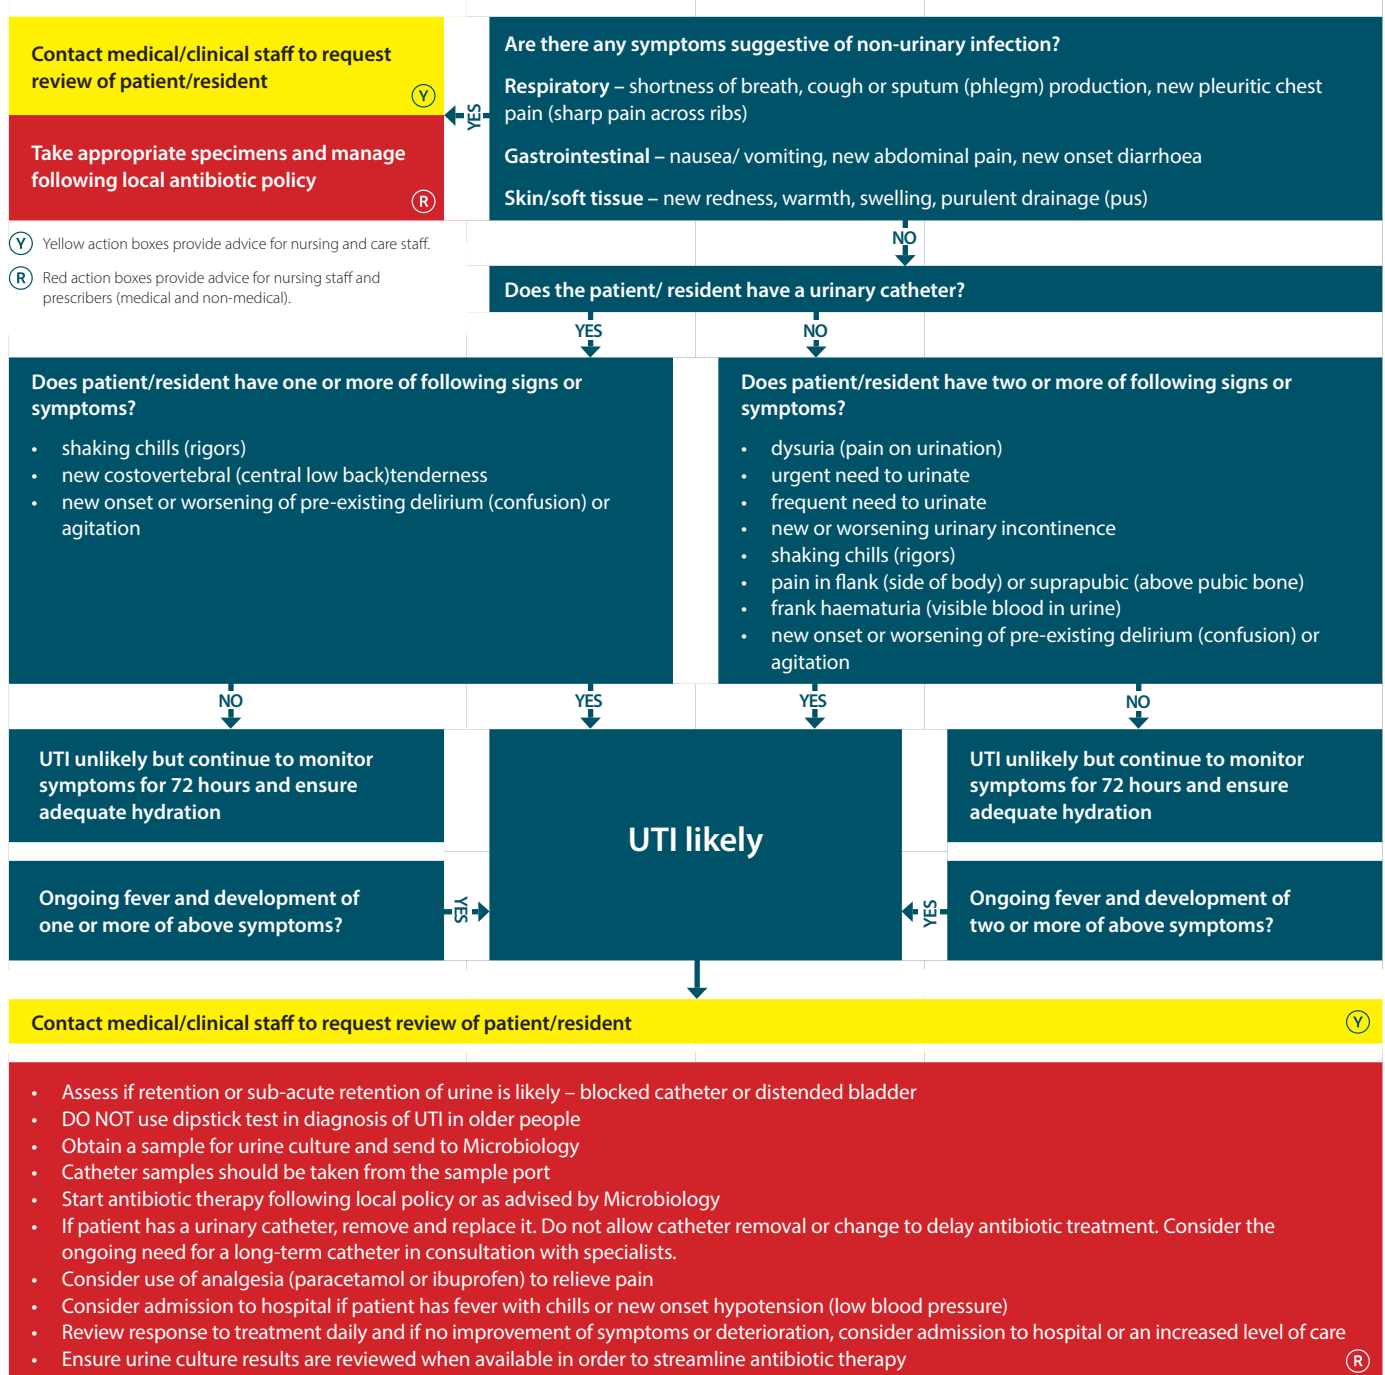 Contact medical/clinical staff to request
review of patient/resident
Y
Take appropriate specimens and manage
following local antibiotic policy
R
YES
Are there any symptoms suggestive of non-urinary infection?
Respiratory – shortness of breath, cough or sputum (phlegm) production, new pleuritic chest
pain (sharp pain across ribs)
Gastrointestinal – nausea/ vomiting, new abdominal pain, new onset diarrhoea
Skin/soft tissue – new redness, warmth, swelling, purulent drainage (pus)
Y Yellow action boxes provide advice for nursing and care staff.
R Red action boxes provide advice for nursing staff and
prescribers (medical and non-medical).
NO
Does the patient/ resident have a urinary catheter?
YES
NO
Does patient/resident have one or more of following signs or
symptoms?
• shaking chills (rigors)
• new costovertebral (central low back)tenderness
• new onset or worsening of pre-existing delirium (confusion) or
agitation
Does patient/resident have two or more of following signs or
symptoms?
• dysuria (pain on urination)
• urgent need to urinate
• frequent need to urinate
• new or worsening urinary incontinence
• shaking chills (rigors)
• pain in flank (side of body) or suprapubic (above pubic bone)
• frank haematuria (visible blood in urine)
• new onset or worsening of pre-existing delirium (confusion) or
agitation
NO
YES
YES
NO
UTI unlikely but continue to monitor
symptoms for 72 hours and ensure
adequate hydration
UTI likely
UTI unlikely but continue to monitor
symptoms for 72 hours and ensure
adequate hydration
Ongoing fever and development of
one or more of above symptoms?
YES
YES
Ongoing fever and development of
two or more of above symptoms?
Contact medical/clinical staff to request review of patient/resident
Y
• Assess if retention or sub-acute retention of urine is likely – blocked catheter or distended bladder
• DO NOT use dipstick test in diagnosis of UTI in older people
• Obtain a sample for urine culture and send to Microbiology
• Catheter samples should be taken from the sample port
• Start antibiotic therapy following local policy or as advised by Microbiology
• If patient has a urinary catheter, remove and replace it. Do not allow catheter removal or change to delay antibiotic treatment. Consider the
ongoing need for a long-term catheter in consultation with specialists.
• Consider use of analgesia (paracetamol or ibuprofen) to relieve pain
• Consider admission to hospital if patient has fever with chills or new onset hypotension (low blood pressure)
• Review response to treatment daily and if no improvement of symptoms or deterioration, consider admission to hospital or an increased level of care
• Ensure urine culture results are reviewed when available in order to streamline antibiotic therapy
R